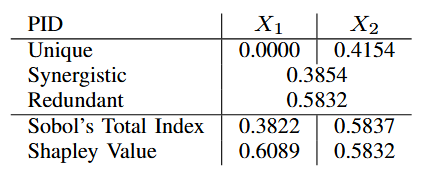 PID X1 X2
Unique 0.0000 0.4154
Synergistic 0.3854
Redundant 0.5832
Sobol's Total Index 0.3822 0.5837
Shapley Value 0.6089 0.5832